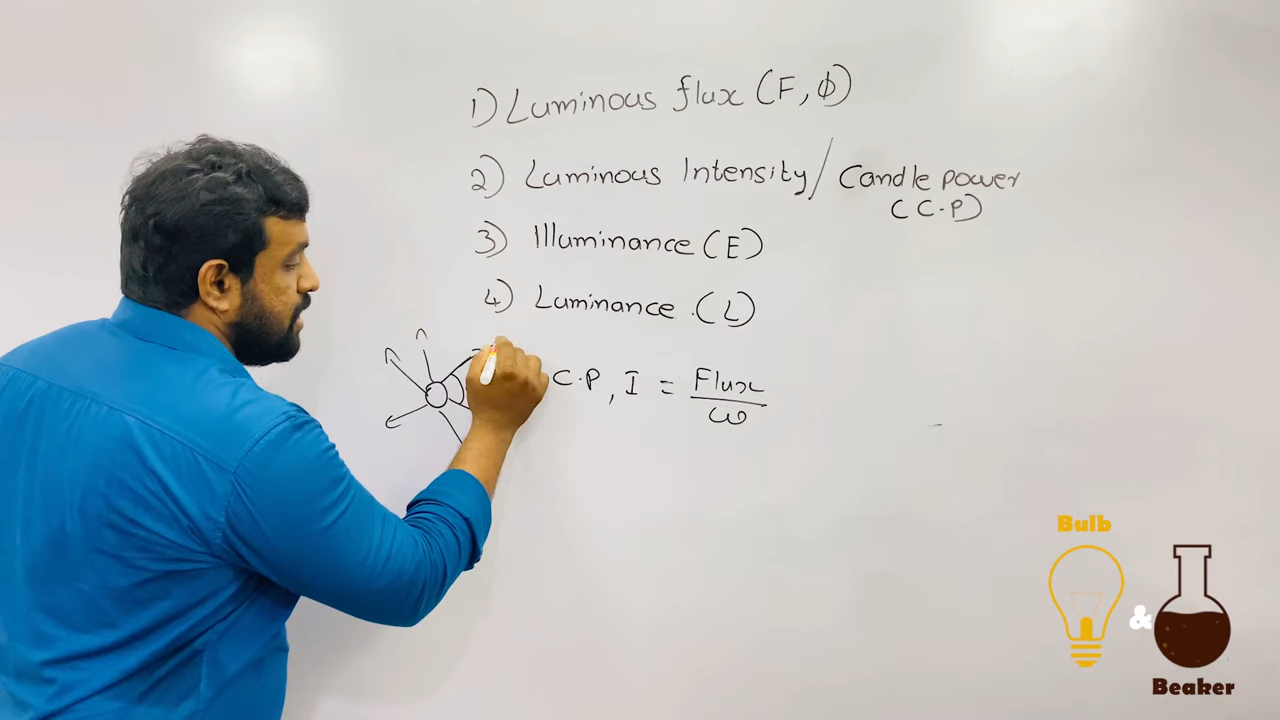 1) Luminous flux (F, Φ)
2) Luminous Intensity / Candle power
(C.P)
3) Illuminance (E)
4) Luminance . (L)
C.P, I = Flux
ω
Bulb
&
Beaker